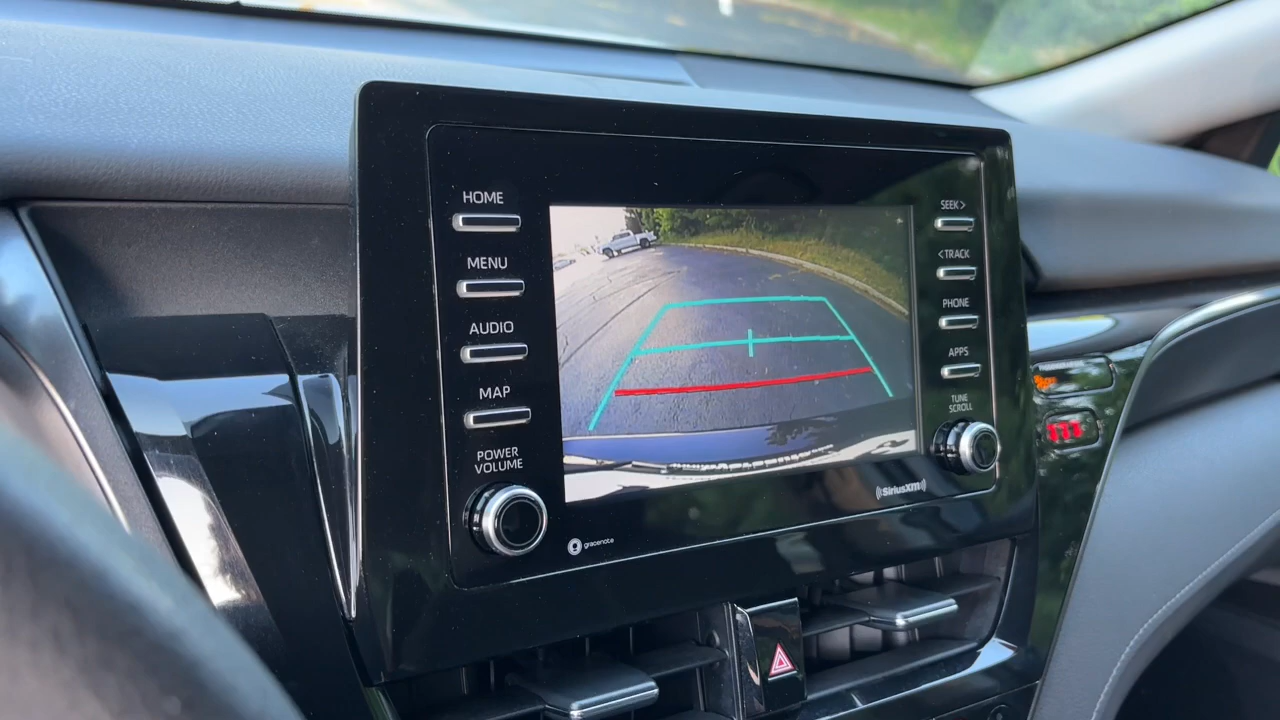 HOME
MENU
AUDIO
MAP
POWER
VOLUME
gracenote
SEEK >
< TRACK
PHONE
APPS
TUNE
SCROLL
SiriusXM